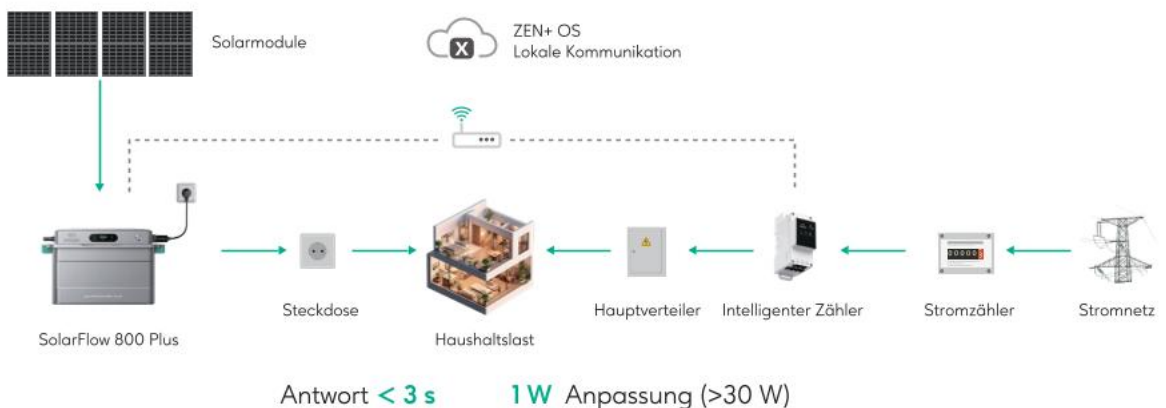 Solarmodule
ZEN+ OS
Lokale Kommunikation
X
SolarFlow 800 Plus
Steckdose
Haushaltslast
Hauptverteiler
Intelligenter Zähler
Stromzähler
Stromnetz
Antwort < 3 s
1 W Anpassung (>30 W)